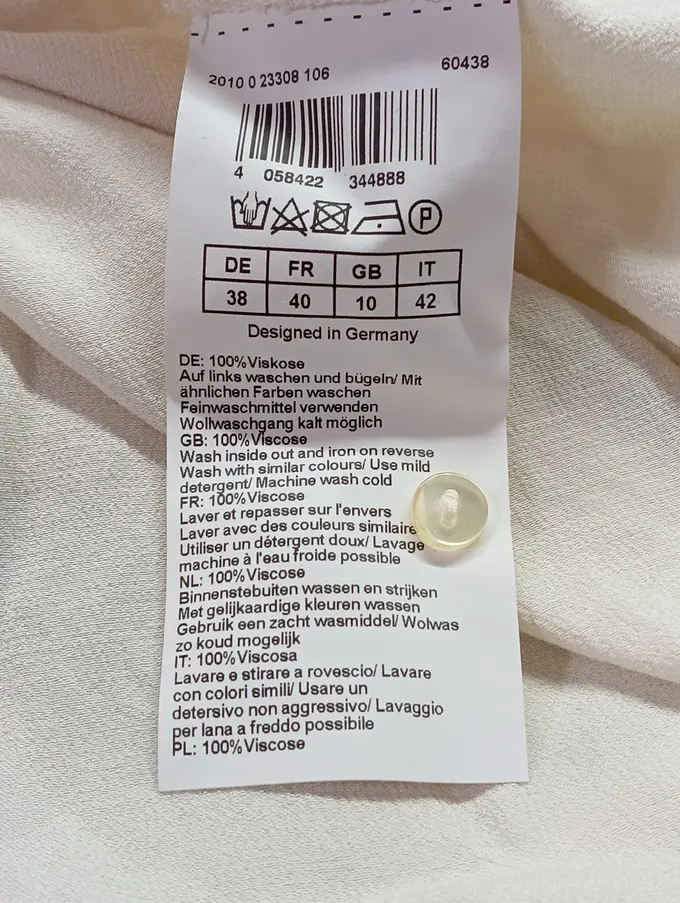 2010 0 23308 106
60438
4 058422 344888
P
DE FR GB IT
38 40 10 42
Designed in Germany
DE: 100%Viskose
Auf links waschen und bügeln/ Mit
ähnlichen Farben waschen
Feinwaschmittel verwenden
Wollwaschgang kalt möglich
GB: 100%Viscose
Wash inside out and iron on reverse
Wash with similar colours/ Use mild
detergent/ Machine wash cold
FR: 100%Viscose
Laver et repasser sur l'envers
Laver avec des couleurs similaire
Utiliser un détergent doux/ Lavage
machine à l'eau froide possible
NL: 100%Viscose
Binnenstebuiten wassen en strijken
Met gelijkaardige kleuren wassen
Gebruik een zacht wasmiddel/ Wolwas
zo koud mogelijk
IT: 100%Viscosa
Lavare e stirare a rovescio/ Lavare
con colori simili/ Usare un
detersivo non aggressivo/ Lavaggio
per lana a freddo possibile
PL: 100%Viscose